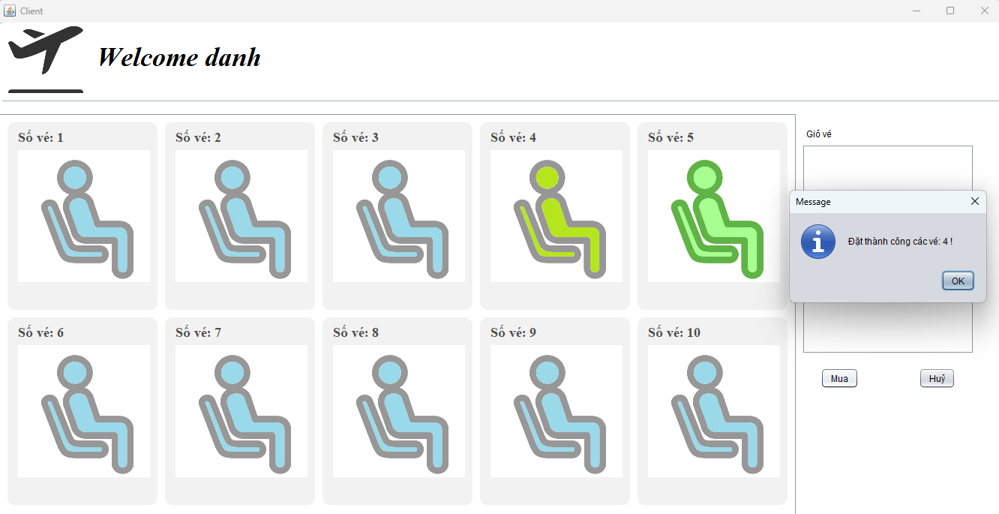 Client
Welcome danh
Số vé: 1
Số vé: 2
Số vé: 3
Số vé: 4
Số vé: 5
Giỏ vé
Message
Đặt thành công các vé: 4 !
OK
Số vé: 6
Số vé: 7
Số vé: 8
Số vé: 9
Số vé: 10
Mua
Huỷ